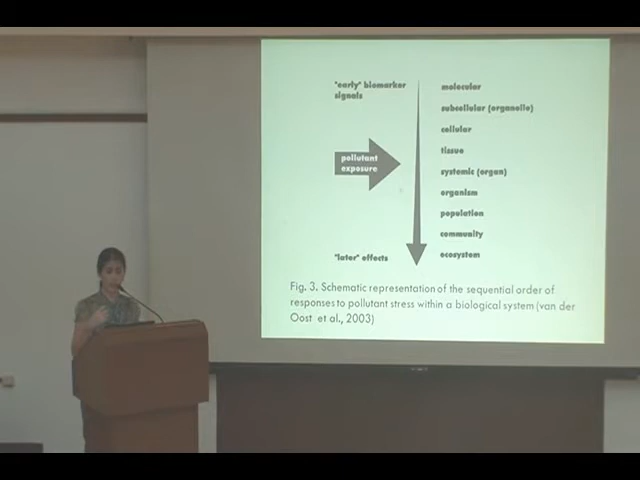 "early" biomarker
signals
pollutant
exposure
"later" effects
molecular
subcellular (organelle)
cellular
tissue
systemic (organ)
organism
population
community
ecosystem
Fig. 3. Schematic representation of the sequential order of
responses to pollutant stress within a biological system (van der
Oost et al., 2003)